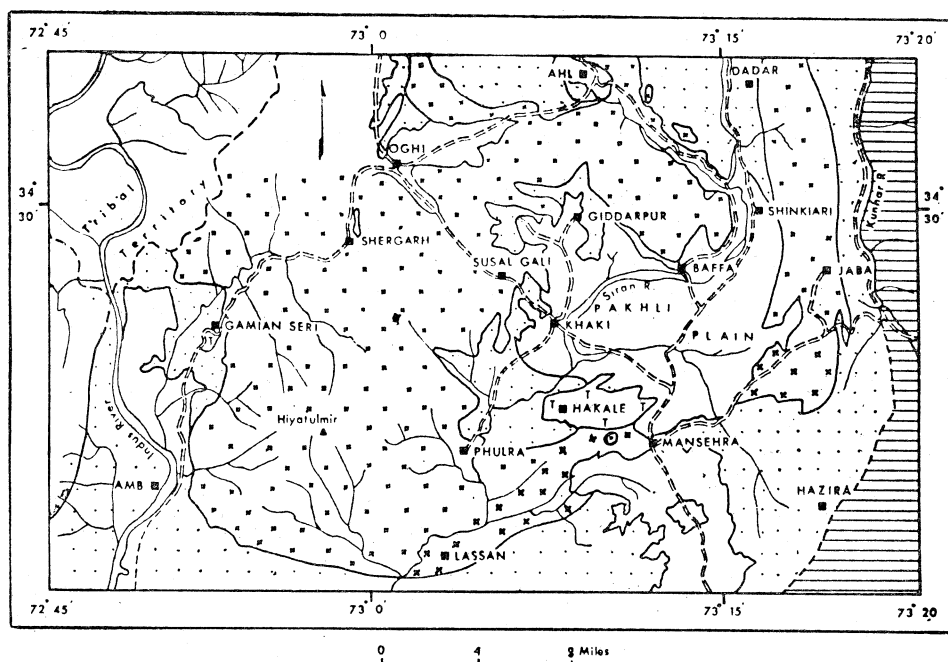 72° 45'
73° 0
73° 15'
73° 20'
AHL
DADAR
OGHI
34° 30'
Tribal Territory
Kunhar R
34° 30
GIDDARPUR
SHINKIARI
SHERGARH
SUSAL GALI
BAFFA
JABA
Siran R.
PAKHLI PLAIN
GAMIAN SERI
T
KHAKI
T
T HAKALE T
T
Hiyatulmir
Indus River
PHULRA
MANSEHRA
AMB
HAZIRA
LASSAN
72° 45'
73° 0
73° 15'
73° 20
0 4 8 Miles